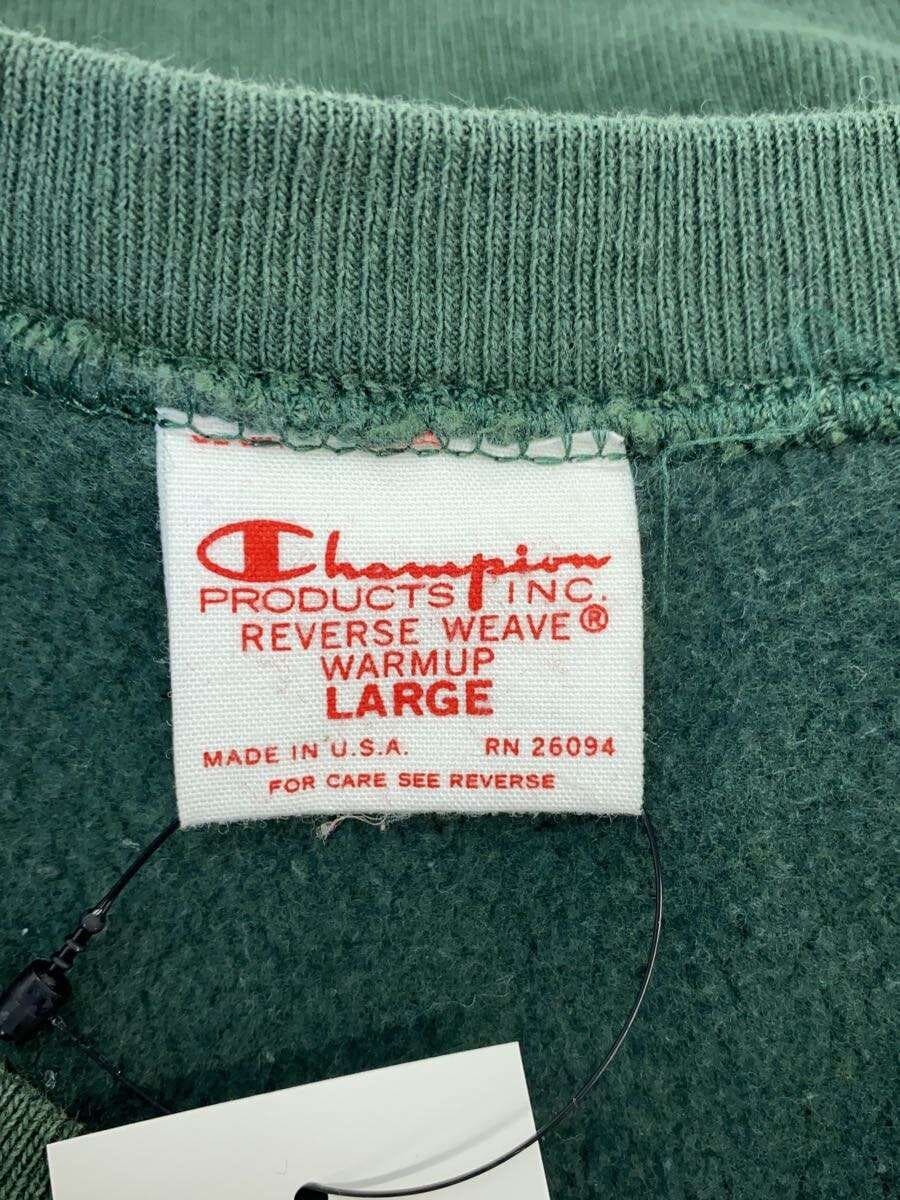 Champion
PRODUCTS INC.
REVERSE WEAVE®
WARMUP
LARGE
MADE IN U.S.A. RN 26094
FOR CARE SEE REVERSE